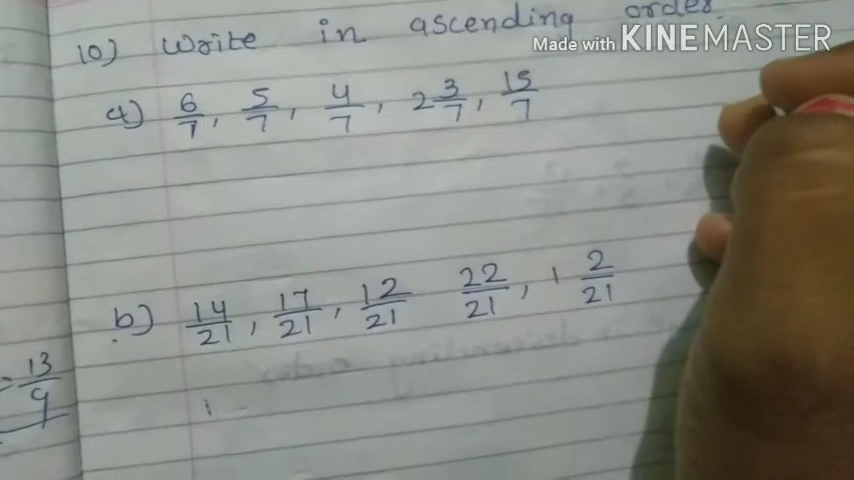 10) Write in ascending order.
Made with KINEMASTER
a) 6/7, 5/7, 4/7, 2 3/7, 15/7
b) 14/21, 17/21, 12/21 22/21, 1 2/21
= 13/9